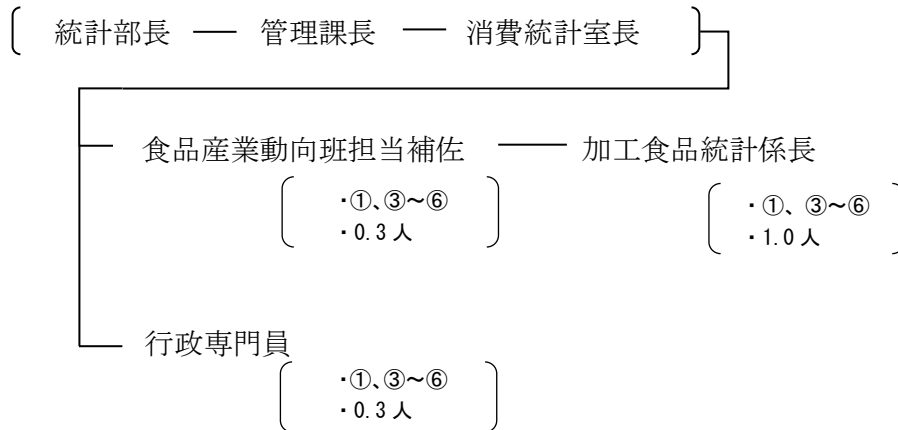 統計部長 管理課長 消費統計室長
食品産業動向班担当補佐 加工食品統計係長
・①、③~⑥
・0.3人
・①、③~⑥
・1.0人
行政専門員
・①、③~⑥
・0.3人